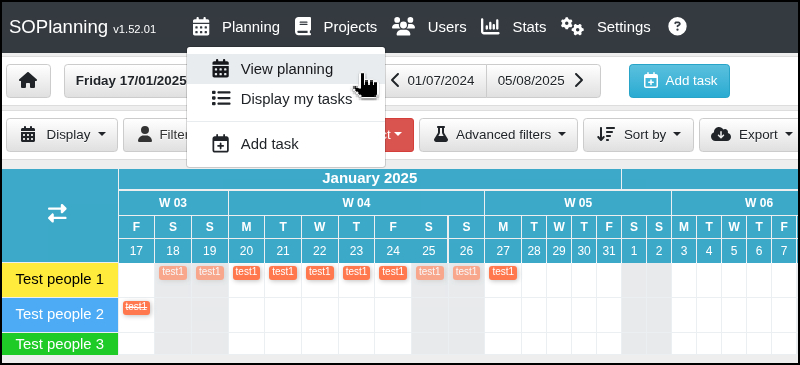 SOPlanning v1.52.01 Planning Projects Users Stats Settings ?
View planning
Display my tasks
Add task
Friday 17/01/2025 01/07/2024 05/08/2025 Add task
Display Filter Advanced filters Sort by Export
January 2025
W 03 W 04 W 05 W 06
F S S M T W T F S S M T W T F S S M T W T F
17 18 19 20 21 22 23 24 25 26 27 28 29 30 31 1 2 3 4 5 6 7
Test people 1 test1 test1 test1 test1 test1 test1 test1 test1 test1 test1
Test people 2 test1
Test people 3